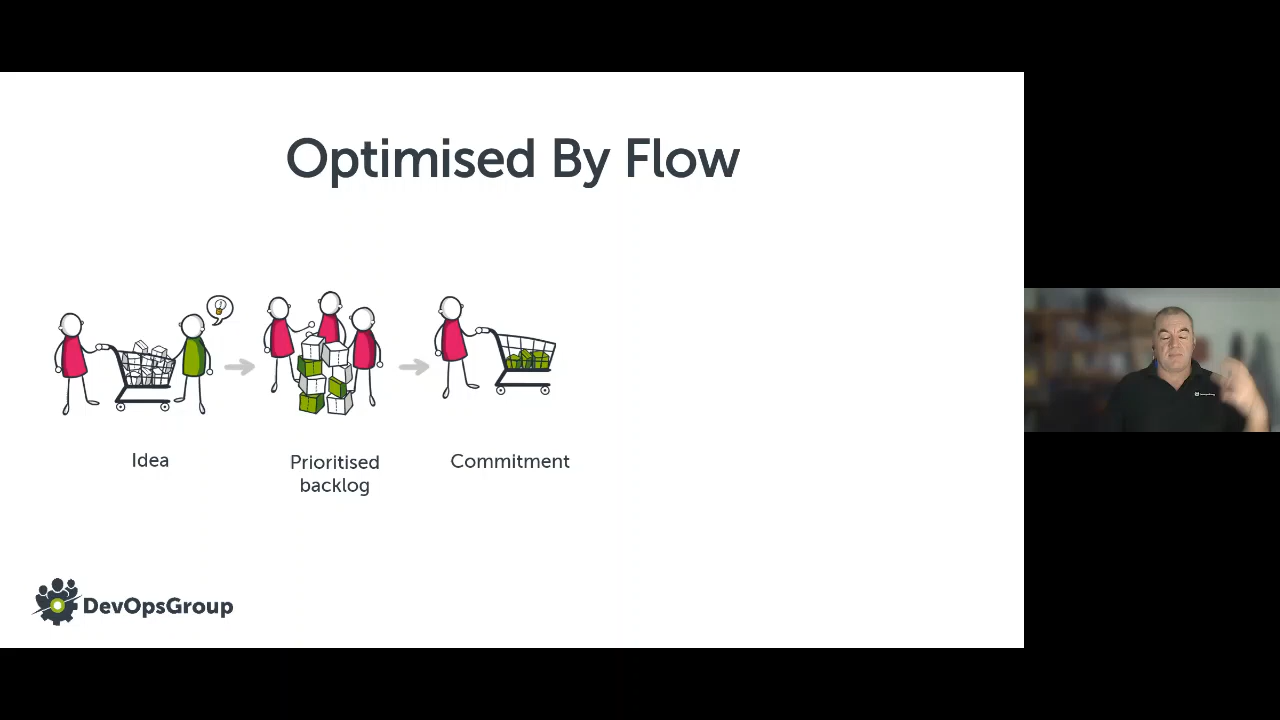 Optimised By Flow
Idea
Prioritised
backlog
Commitment
DevOpsGroup